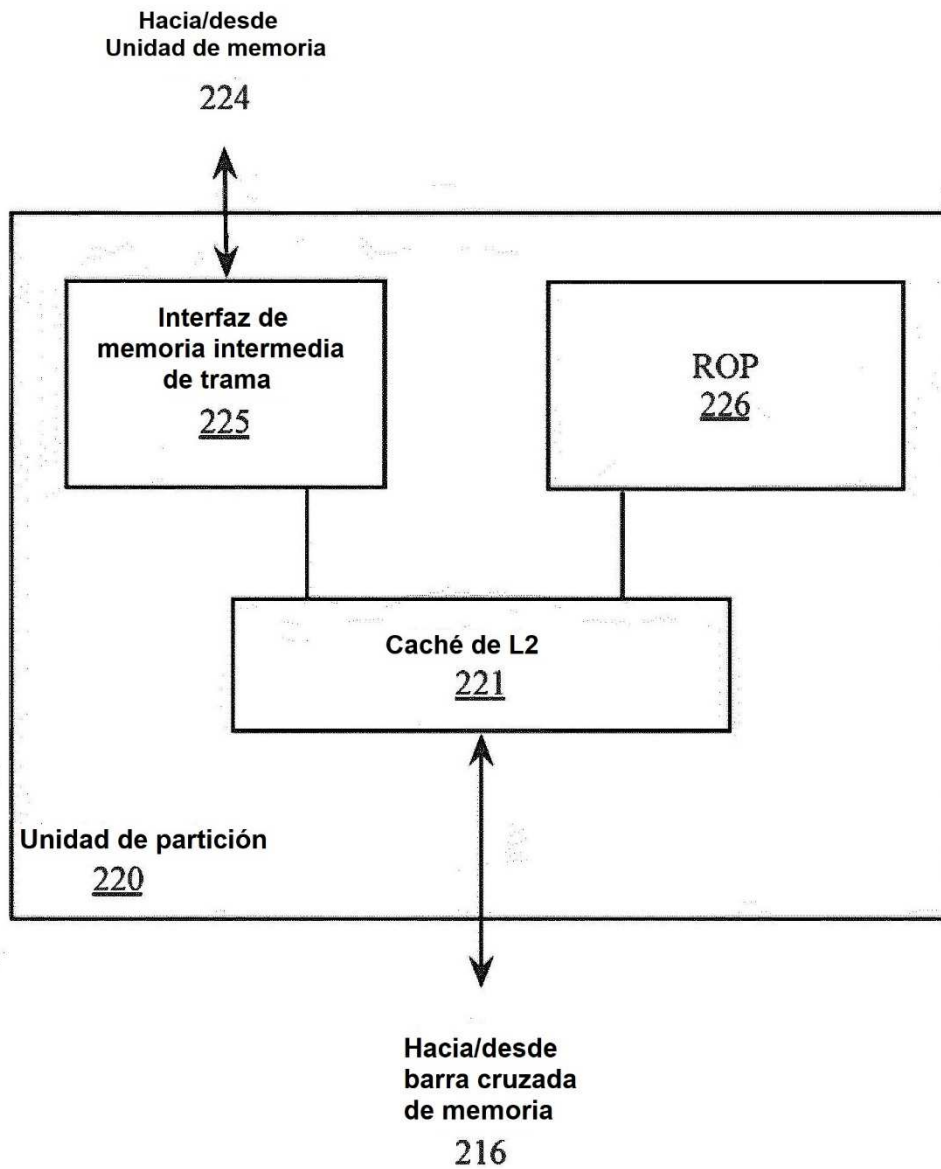 Hacia/desde
Unidad de memoria
224
Interfaz de
memoria intermedia
de trama
225
ROP
226
Caché de L2
221
Unidad de partición
220
Hacia/desde
barra cruzada
de memoria
216